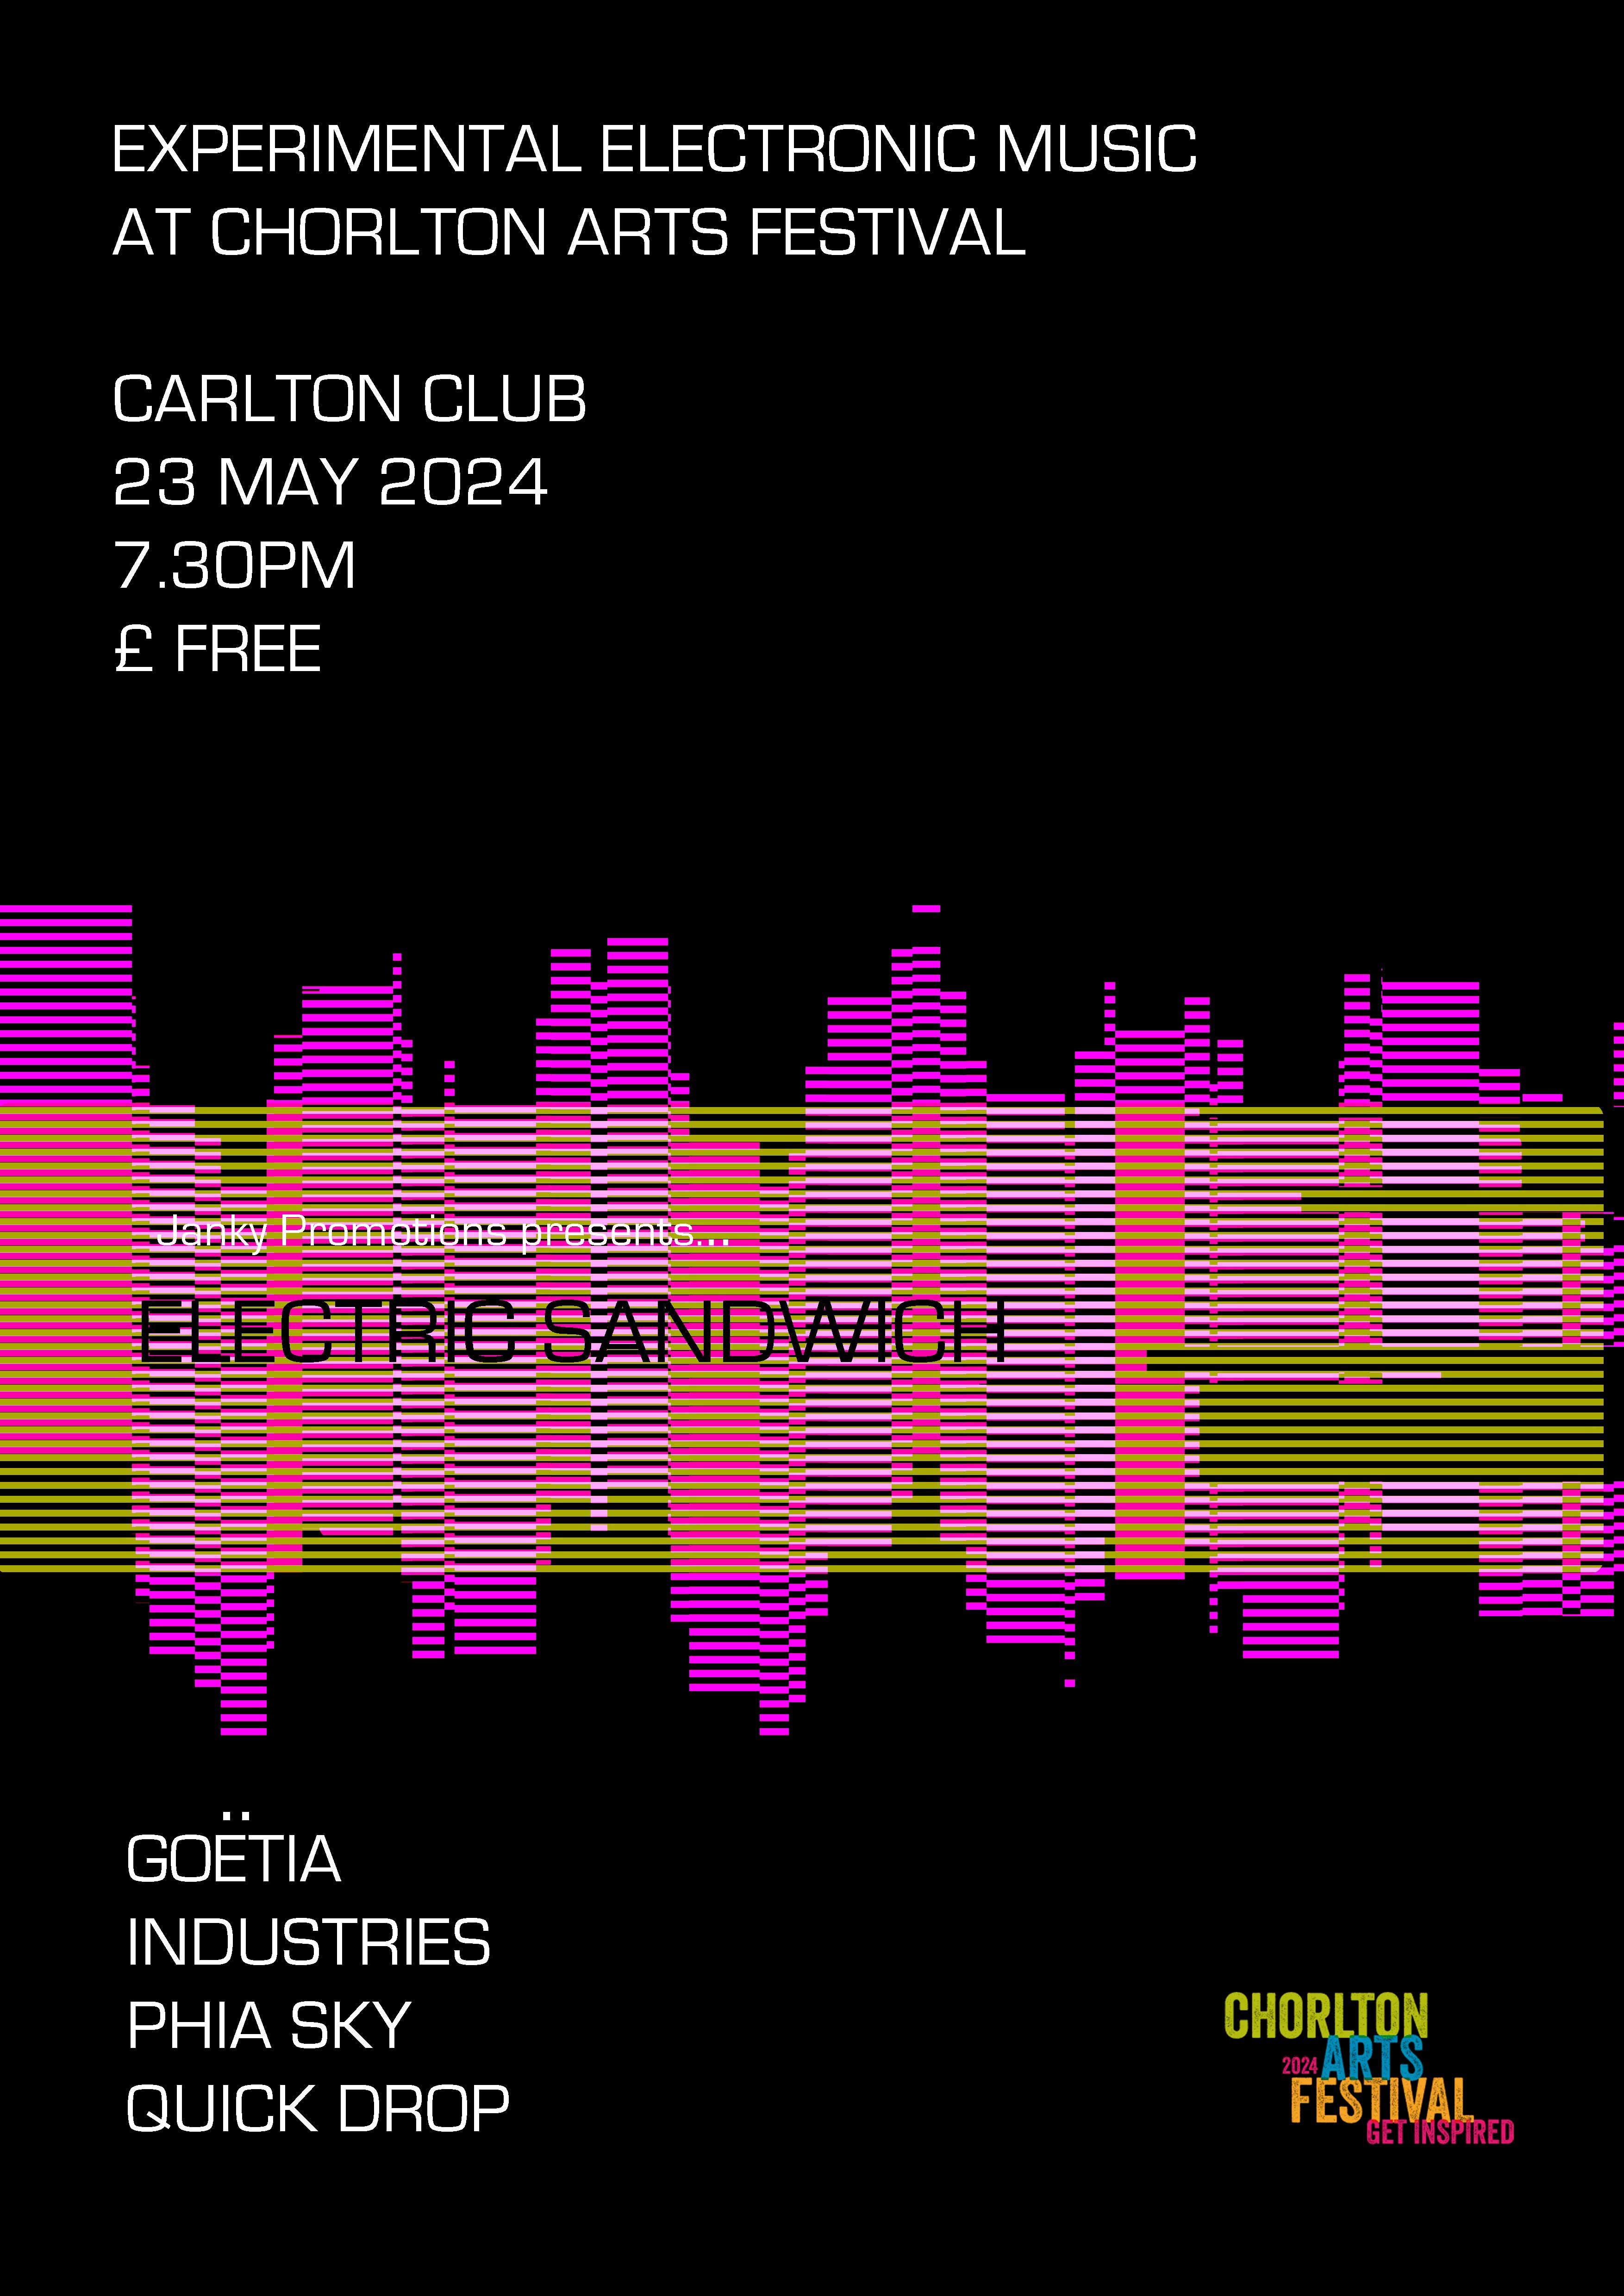 EXPERIMENTAL ELECTRONIC MUSIC
AT CHORLTON ARTS FESTIVAL
CARLTON CLUB
23 MAY 2024
7.30PM
£ FREE
Janky Promotions presents...
ELECTRIC SANDWICH
GOËTIA
INDUSTRIES
PHIA SKY
QUICK DROP
CHORLTON
2024 ARTS
FESTIVAL
GET INSPIRED